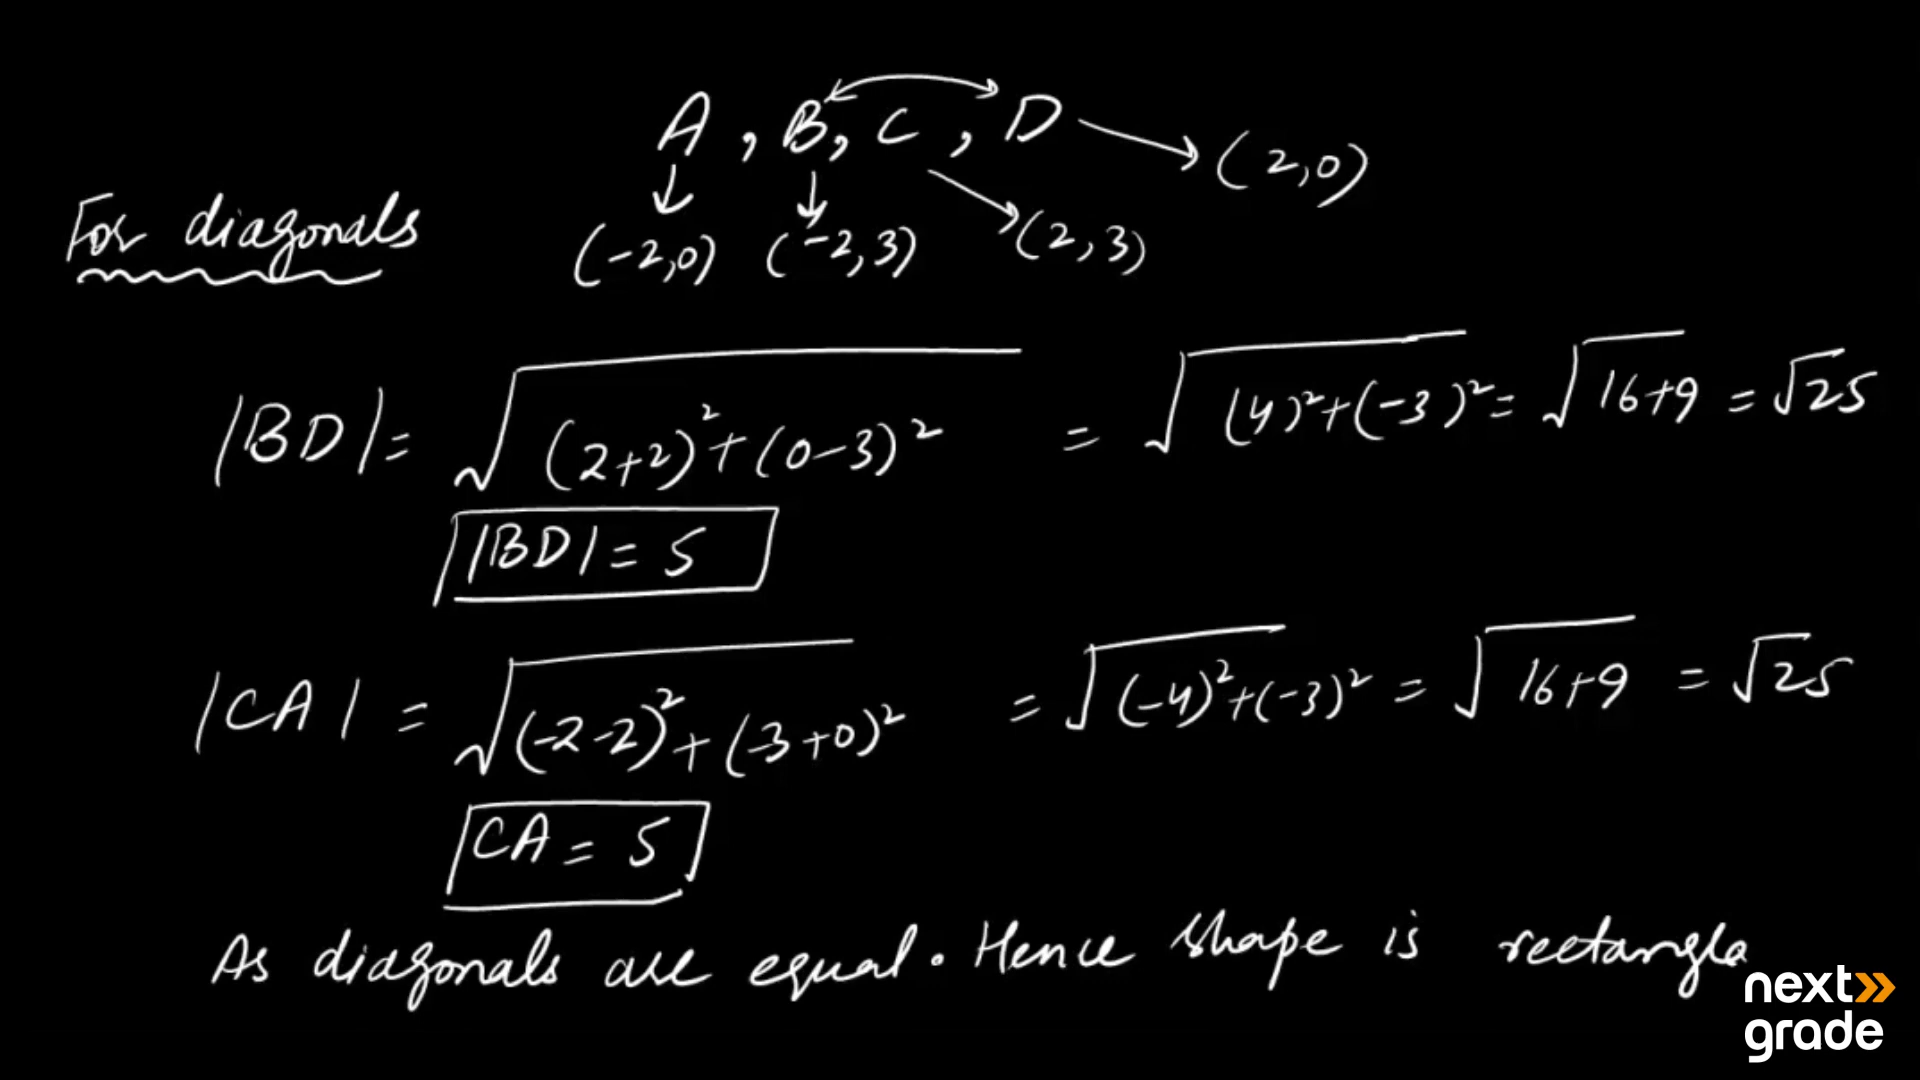 A, B, C, D → (2,0)
For diagonals (-2,0) (-2,3) (2,3)
|BD| = √(2+2)²+(0-3)² = √(4)²+(-3)² = √16+9 = √25
|BD| = 5
|CA| = √(-2-2)²+(-3+0)² = √(-4)²+(-3)² = √16+9 = √25
CA = 5
As diagonals are equal. Hence shape is rectangle
next
grade